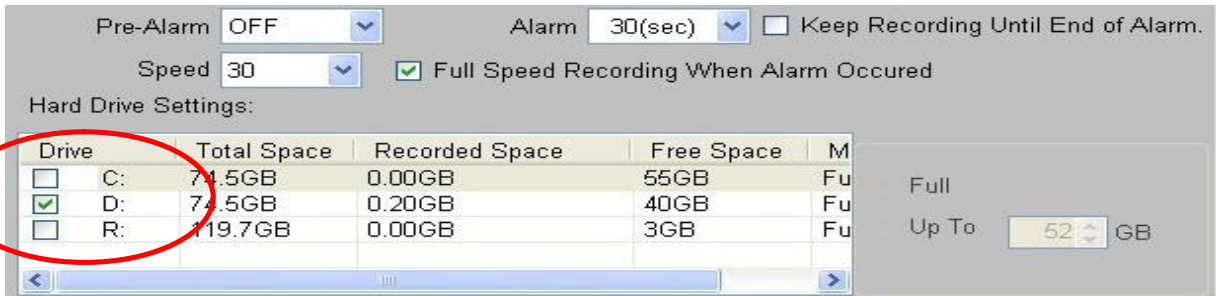 Pre-Alarm OFF Alarm 30(sec) Keep Recording Until End of Alarm.
Speed 30 Full Speed Recording When Alarm Occured
Hard Drive Settings:
Drive Total Space Recorded Space Free Space M
C: 74.5GB 0.00GB 55GB Fu
D: 74.5GB 0.20GB 40GB Fu
R: 119.7GB 0.00GB 3GB Fu
Full
Up To 52 GB